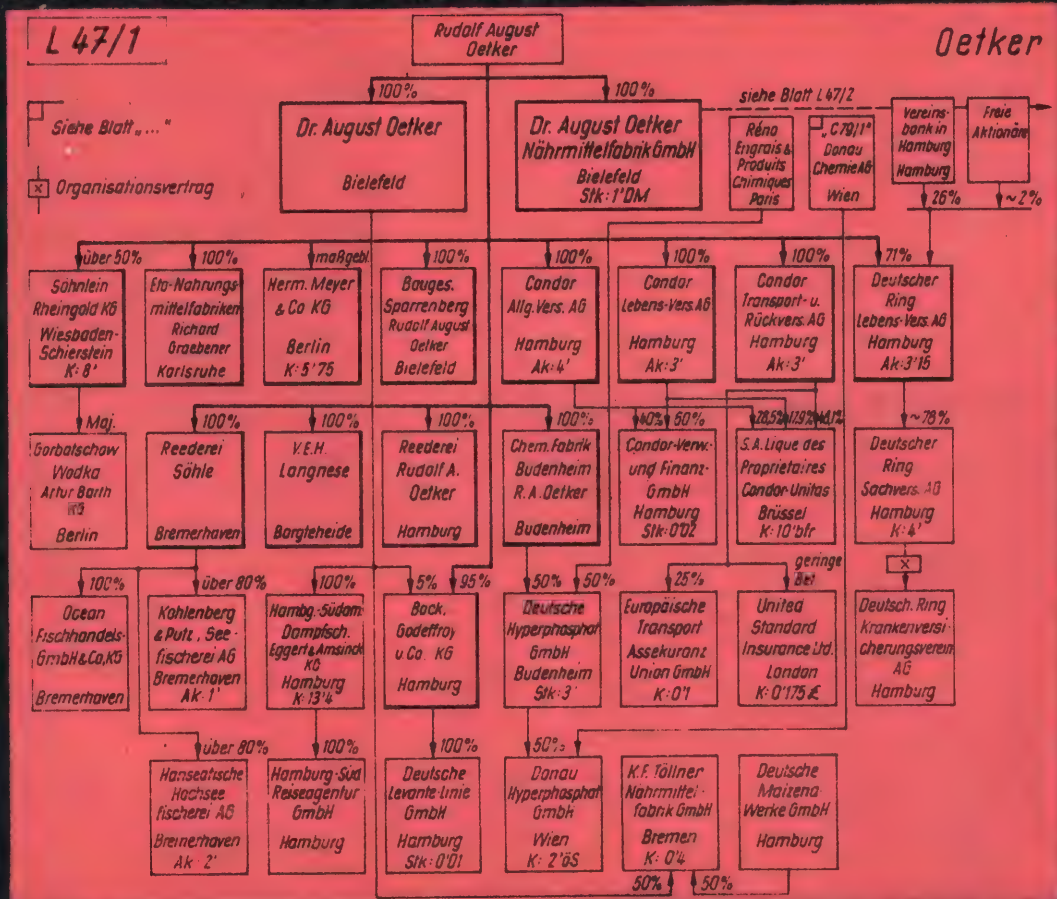 L 47/1
Rudolf August
Oetker
Oetker
100%
100%
siehe Blatt L47/2
Siehe Blatt „..."
Organisationsvertrag
Dr. August Oetker
Bielefeld
Dr. August Oetker
Nährmittelfabrik GmbH
Bielefeld
Stk: 1'DM
Réno
Engrais &
Produits
Chimiques
Paris
„C79/1"
Donau
Chemie AG
Wien
Vereins-
bank in
Hamburg
Hamburg
Freie
Aktionäre
26%
~2%
über 50%
100%
maßgebl.
100%
100%
100%
100%
71%
Söhnlein
Rheingold KG
Wiesbaden-
Schierstein
K: 8'
Eto-Nahrungs-
mittelfabriken
Richard
Graebener
Karlsruhe
Herm. Meyer
& Co KG
Berlin
K: 5'75
Bauges.
Sparrenberg
Rudolf August
Oetker
Bielefeld
Condor
Allg. Vers. AG
Hamburg
Ak: 4'
Condor
Lebens-Vers. AG
Hamburg
Ak: 3'
Condor
Transport- u.
Rückvers. AG
Hamburg
Ak: 3'
Deutscher
Ring
Lebens-Vers. AG
Hamburg
Ak: 3'15
Maj.
100%
100%
100%
100%
40%
60%
28,5%
17,9%
~78%
Gorbatschow
Wodka
Artur Barth
KG
Berlin
Reederei
Söhle
Bremerhaven
V.E.H.
Langnese
Bargteheide
Reederei
Rudolf A.
Oetker
Hamburg
Chem. Fabrik
Budenheim
R. A. Oetker
Budenheim
Condor-Verw.-
und Finanz-
GmbH
Hamburg
Stk: 0'02
S.A. Lique des
Proprietaires
Condor-Unitas
Brüssel
K: 10'bfr
Deutscher
Ring
Sachvers. AG
Hamburg
K: 4'
X
100%
über 80%
100%
5%
95%
50%
50%
25%
geringe
Bet
Ocean
Fischhandels-
GmbH & Co, KG
Bremerhaven
Kohlenberg
& Putz, See-
fischerei AG
Bremerhaven
Ak: 1'
Hambg.-Südam.
Dampfsch.
Eggert & Amsinck
KG
Hamburg
K: 13'4
Bock,
Godeffroy
u. Co. KG
Hamburg
Deutsche
Hyperphosphat
GmbH
Budenheim
Stk: 3'
Europäische
Transport
Assekuranz
Union GmbH
K: 0'1
United
Standard
Insurance Ltd.
London
K: 0'175 £
Deutsch. Ring
Krankenversi-
cherungsverein
AG
Hamburg
über 80%
100%
100%
50%
Hanseatische
Hochsee
fischerei AG
Bremerhaven
Ak: 2'
Hamburg-Süd
Reiseagentur
GmbH
Hamburg
Deutsche
Levante-Linie
GmbH
Hamburg
Stk: 0'01
Donau
Hyperphosphat
GmbH
Wien
K: 2'öS
K.F. Töllner
Nährmittel-
fabrik GmbH
Bremen
K: 0'4
Deutsche
Maizena
Werke GmbH
Hamburg
50%
50%